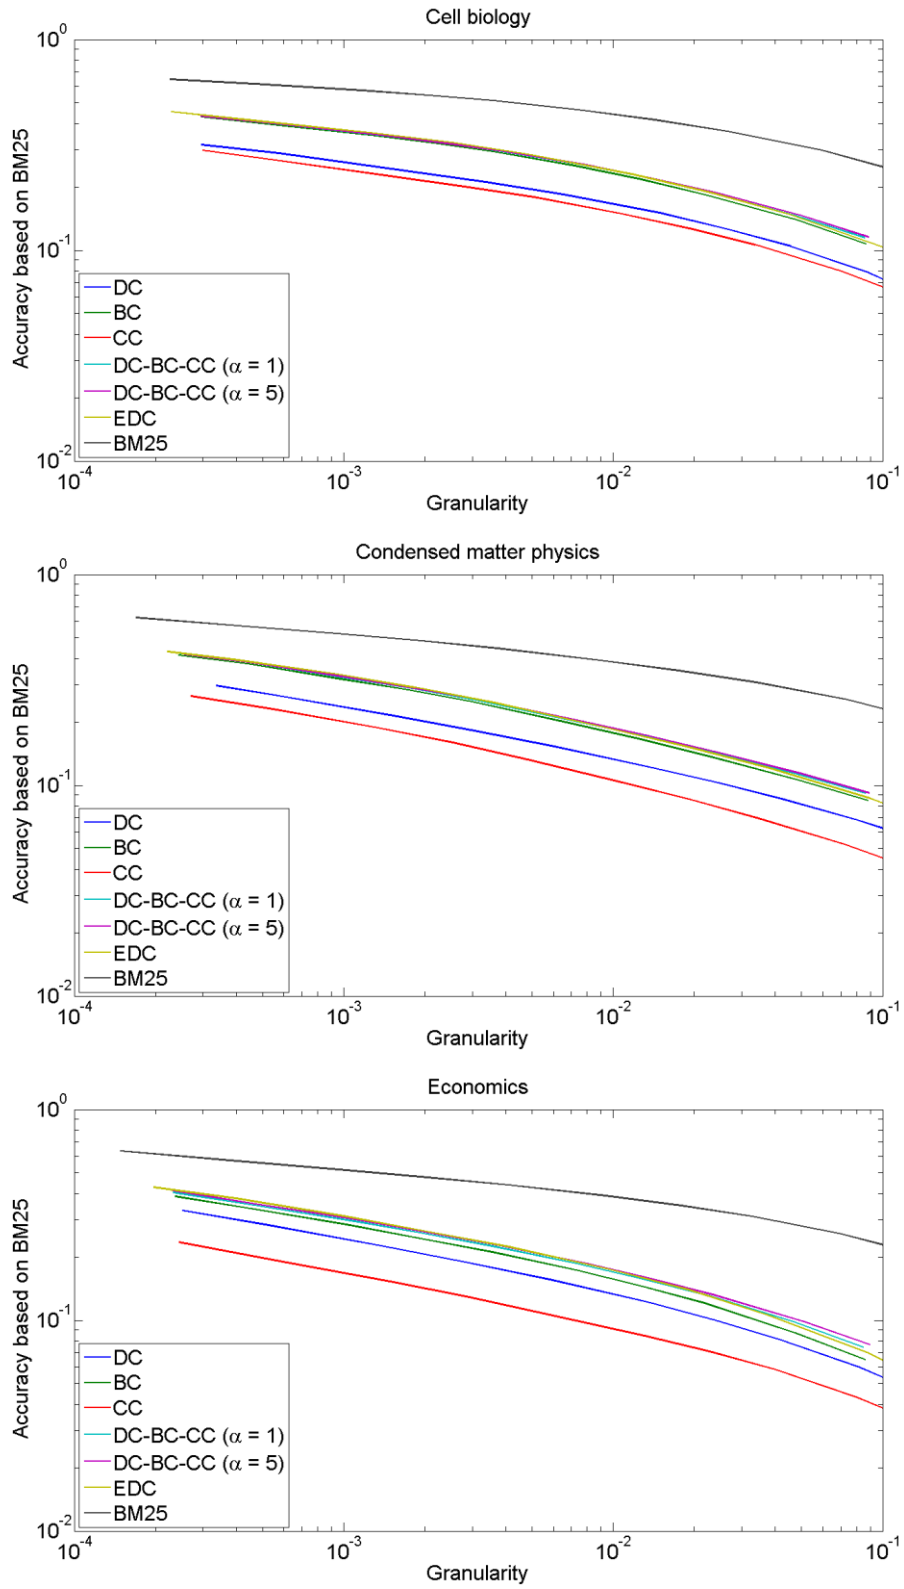 Cell biology
Accuracy based on BM25
10^0
10^-1
10^-2
DC
BC
CC
DC-BC-CC (α = 1)
DC-BC-CC (α = 5)
EDC
BM25
10^-4
10^-3
10^-2
10^-1
Granularity
Condensed matter physics
Accuracy based on BM25
10^0
10^-1
10^-2
DC
BC
CC
DC-BC-CC (α = 1)
DC-BC-CC (α = 5)
EDC
BM25
10^-4
10^-3
10^-2
10^-1
Granularity
Economics
Accuracy based on BM25
10^0
10^-1
10^-2
DC
BC
CC
DC-BC-CC (α = 1)
DC-BC-CC (α = 5)
EDC
BM25
10^-4
10^-3
10^-2
10^-1
Granularity